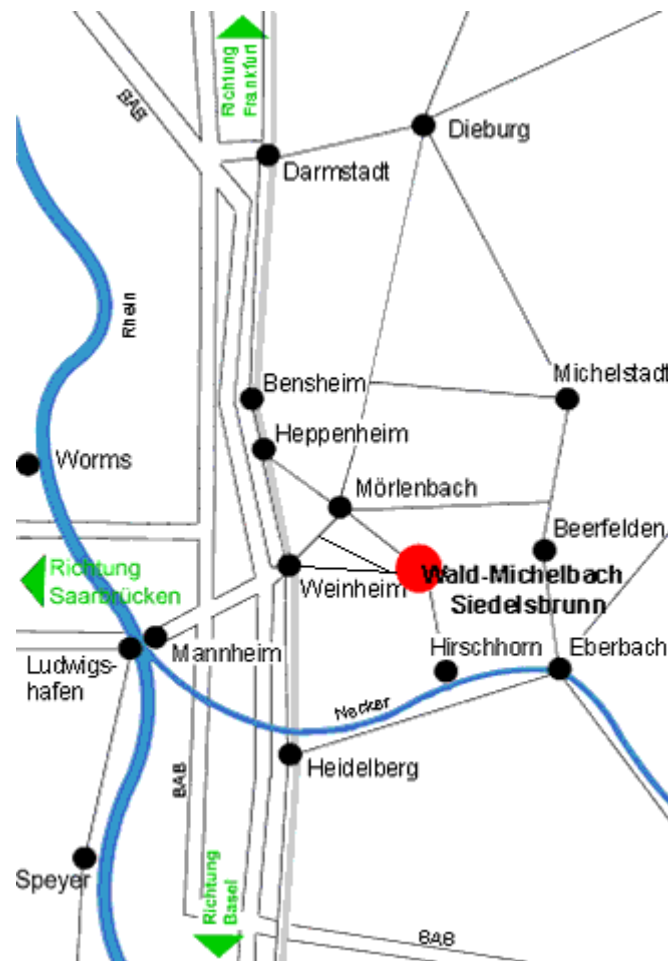 Richtung
Frankfurt
BAB
Dieburg
Darmstadt
Rhein
Michelstadt
Bensheim
Heppenheim
Worms
Mörlenbach
Beerfelden
Richtung
Saarbrücken
Weinheim
Wald-Michelbach
Siedelsbrunn
Mannheim
Hirschhorn
Eberbach
Ludwigs-
hafen
Necker
Heidelberg
BAB
Speyer
Richtung
Basel
BAB